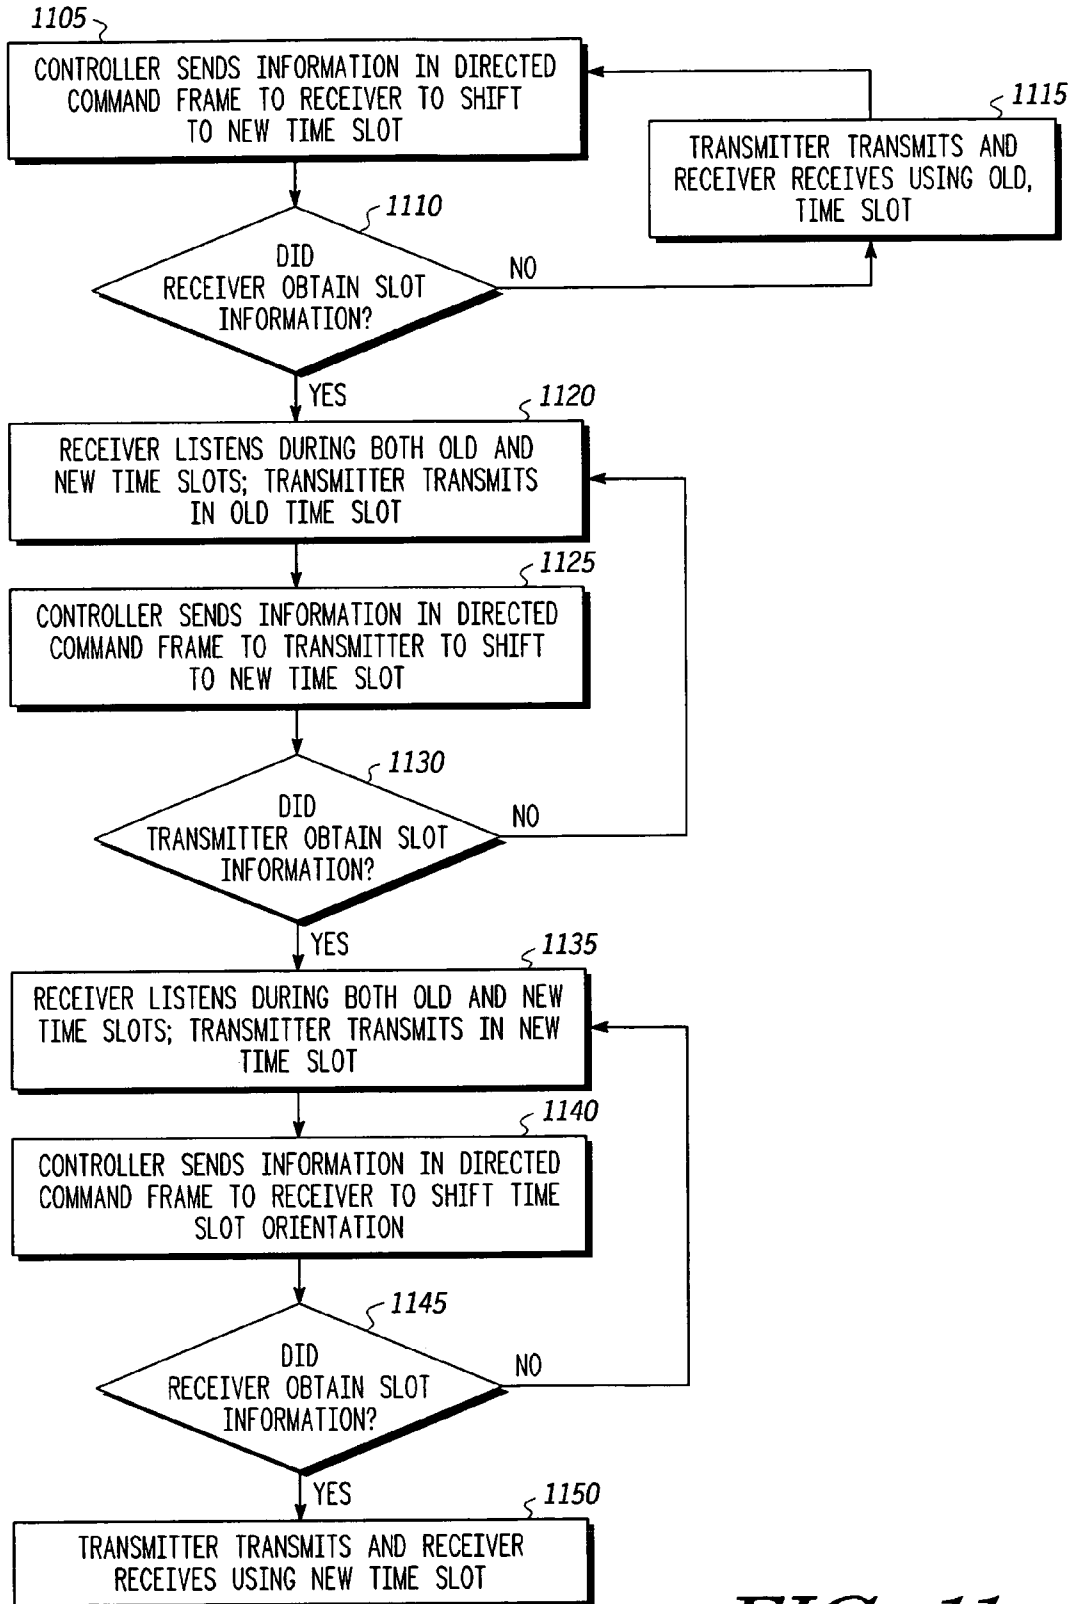 1105
CONTROLLER SENDS INFORMATION IN DIRECTED
COMMAND FRAME TO RECEIVER TO SHIFT
TO NEW TIME SLOT
1115
TRANSMITTER TRANSMITS AND
RECEIVER RECEIVES USING OLD,
TIME SLOT
1110
DID
RECEIVER OBTAIN SLOT
INFORMATION?
NO
YES
1120
RECEIVER LISTENS DURING BOTH OLD AND
NEW TIME SLOTS; TRANSMITTER TRANSMITS
IN OLD TIME SLOT
1125
CONTROLLER SENDS INFORMATION IN DIRECTED
COMMAND FRAME TO TRANSMITTER TO SHIFT
TO NEW TIME SLOT
1130
DID
TRANSMITTER OBTAIN SLOT
INFORMATION?
NO
YES
1135
RECEIVER LISTENS DURING BOTH OLD AND NEW
TIME SLOTS; TRANSMITTER TRANSMITS IN NEW
TIME SLOT
1140
CONTROLLER SENDS INFORMATION IN DIRECTED
COMMAND FRAME TO RECEIVER TO SHIFT TIME
SLOT ORIENTATION
1145
DID
RECEIVER OBTAIN SLOT
INFORMATION?
NO
YES
1150
TRANSMITTER TRANSMITS AND RECEIVER
RECEIVES USING NEW TIME SLOT